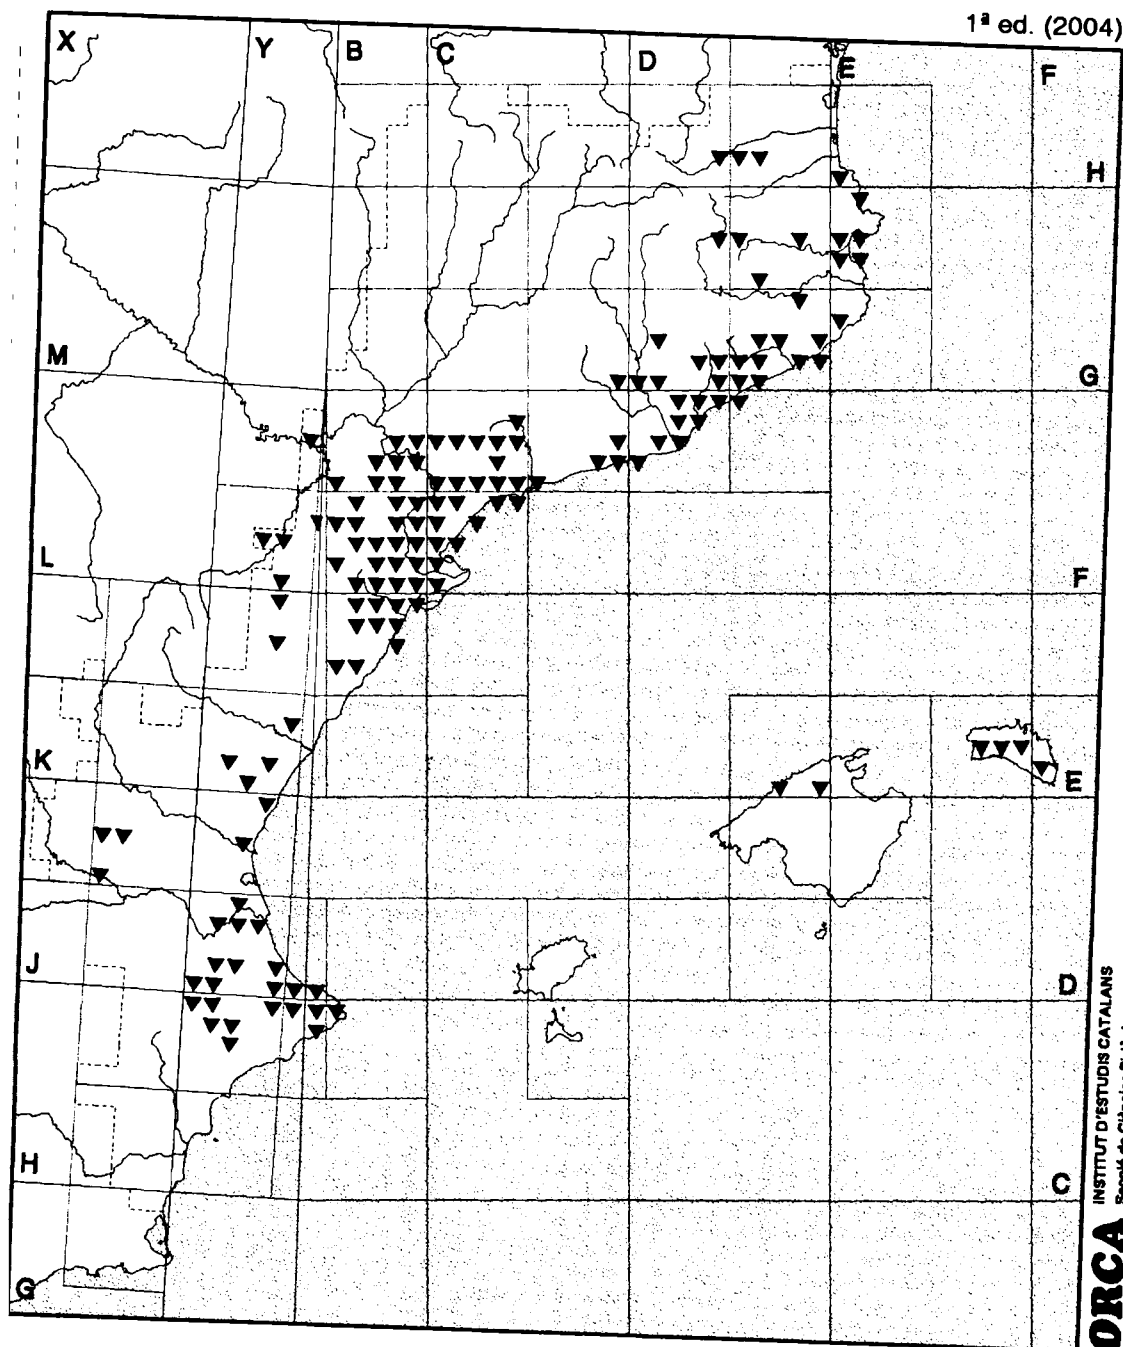 1ª ed. (2004)
X Y B C D E F
H
M G
L F
K E
J D
H C
G
ORCA
INSTITUT D'ESTUDIS CATALANS